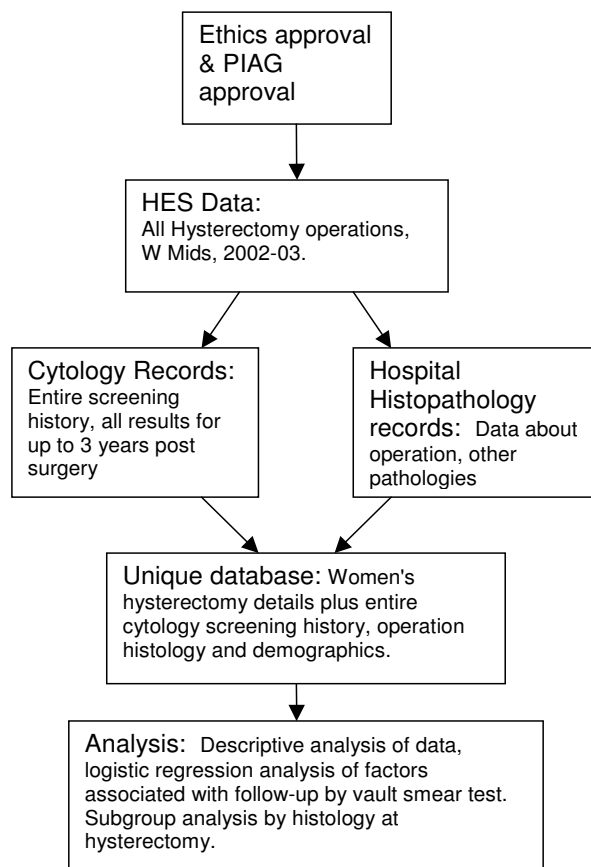 Ethics approval
& PIAG
approval
HES Data:
All Hysterectomy operations,
W Mids, 2002-03.
Cytology Records:
Entire screening
history, all results for
up to 3 years post
surgery
Hospital
Histopathology
records: Data about
operation, other
pathologies
Unique database: Women's
hysterectomy details plus entire
cytology screening history, operation
histology and demographics.
Analysis: Descriptive analysis of data,
logistic regression analysis of factors
associated with follow-up by vault smear test.
Subgroup analysis by histology at
hysterectomy.